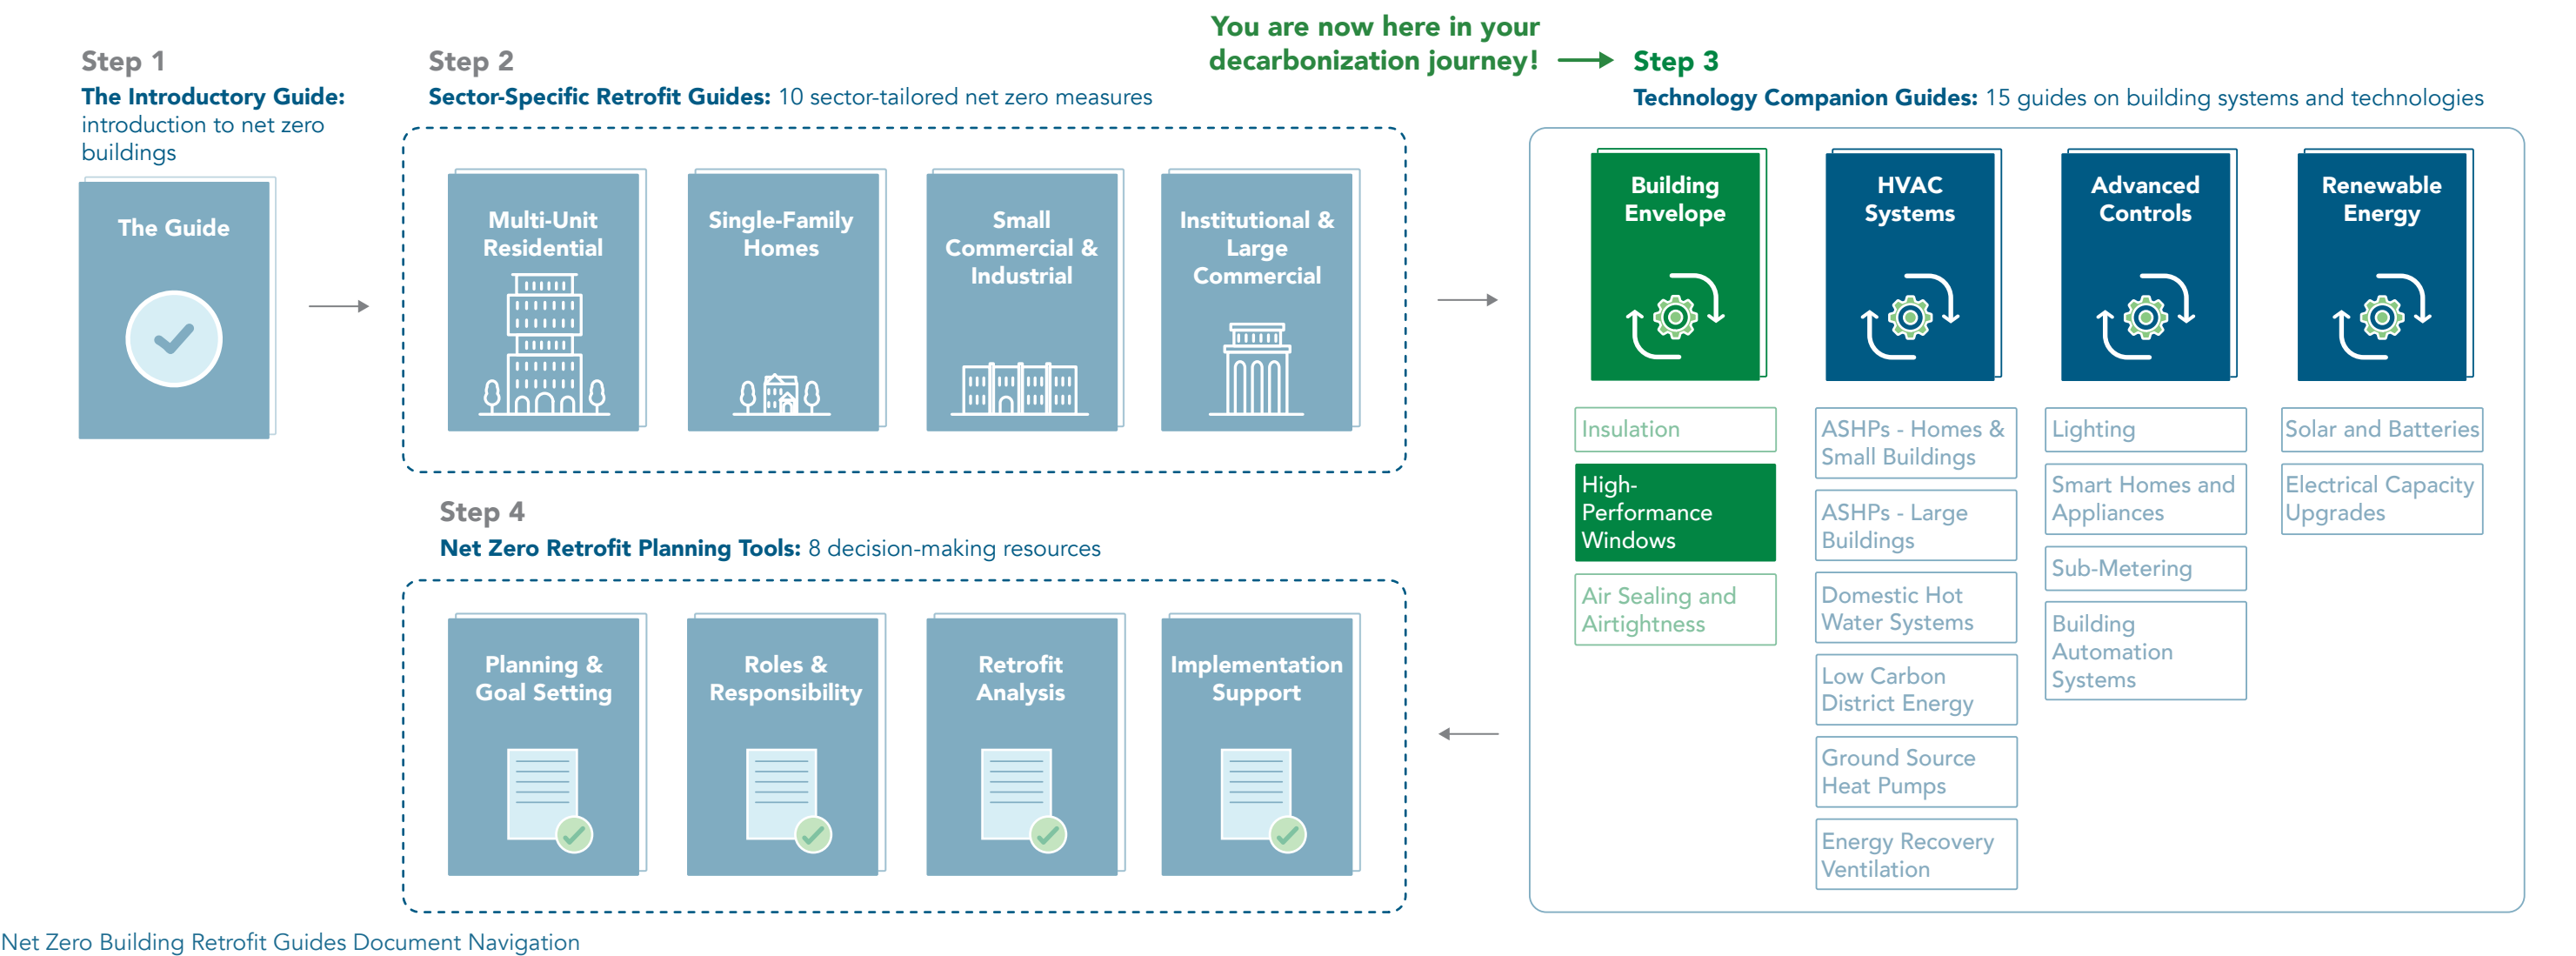 Step 1
The Introductory Guide:
introduction to net zero
buildings
The Guide
Step 2
Sector-Specific Retrofit Guides: 10 sector-tailored net zero measures
Multi-Unit
Residential
Single-Family
Homes
Small
Commercial &
Industrial
Institutional &
Large
Commercial
You are now here in your
decarbonization journey!
Step 3
Technology Companion Guides: 15 guides on building systems and technologies
Building
Envelope
Insulation
High-
Performance
Windows
Air Sealing and
Airtightness
HVAC
Systems
ASHPs - Homes &
Small Buildings
ASHPs - Large
Buildings
Domestic Hot
Water Systems
Low Carbon
District Energy
Ground Source
Heat Pumps
Energy Recovery
Ventilation
Advanced
Controls
Lighting
Smart Homes and
Appliances
Sub-Metering
Building
Automation
Systems
Renewable
Energy
Solar and Batteries
Electrical Capacity
Upgrades
Step 4
Net Zero Retrofit Planning Tools: 8 decision-making resources
Planning &
Goal Setting
Roles &
Responsibility
Retrofit
Analysis
Implementation
Support
Net Zero Building Retrofit Guides Document Navigation